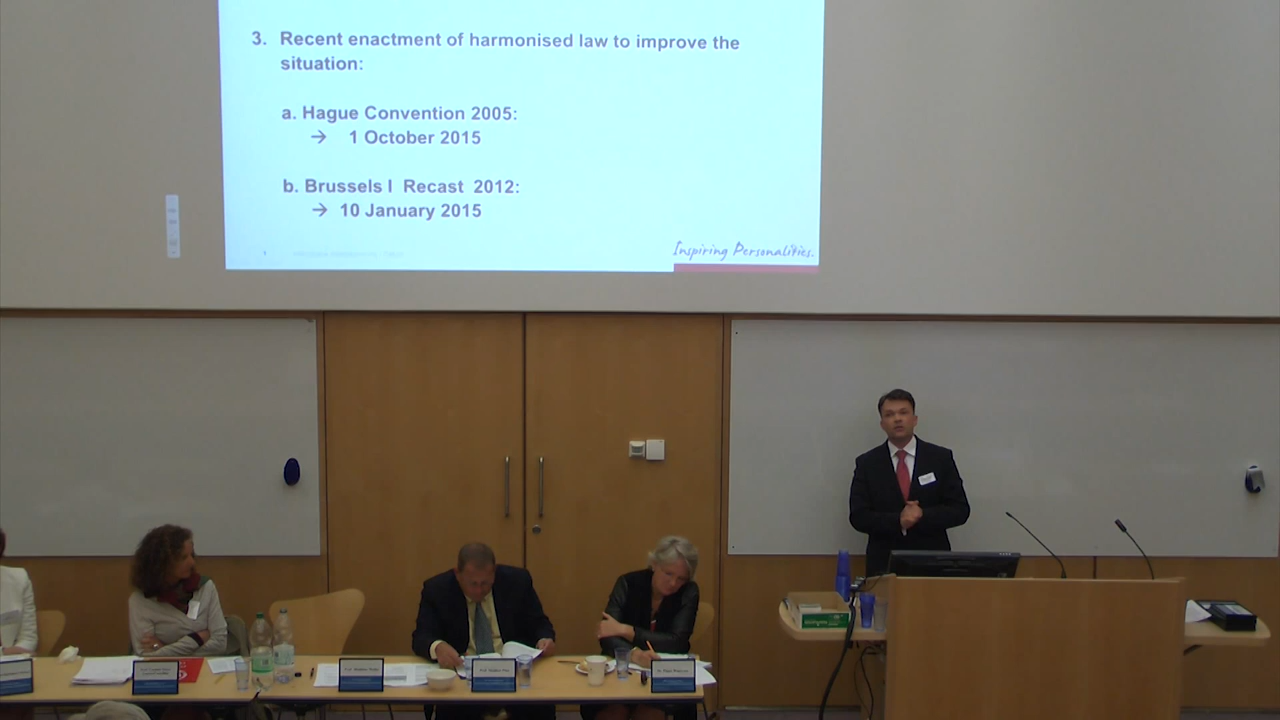 3. Recent enactment of harmonised law to improve the
situation:
a. Hague Convention 2005:
→ 1 October 2015
b. Brussels I Recast 2012:
→ 10 January 2015
Inspiring Personalities.